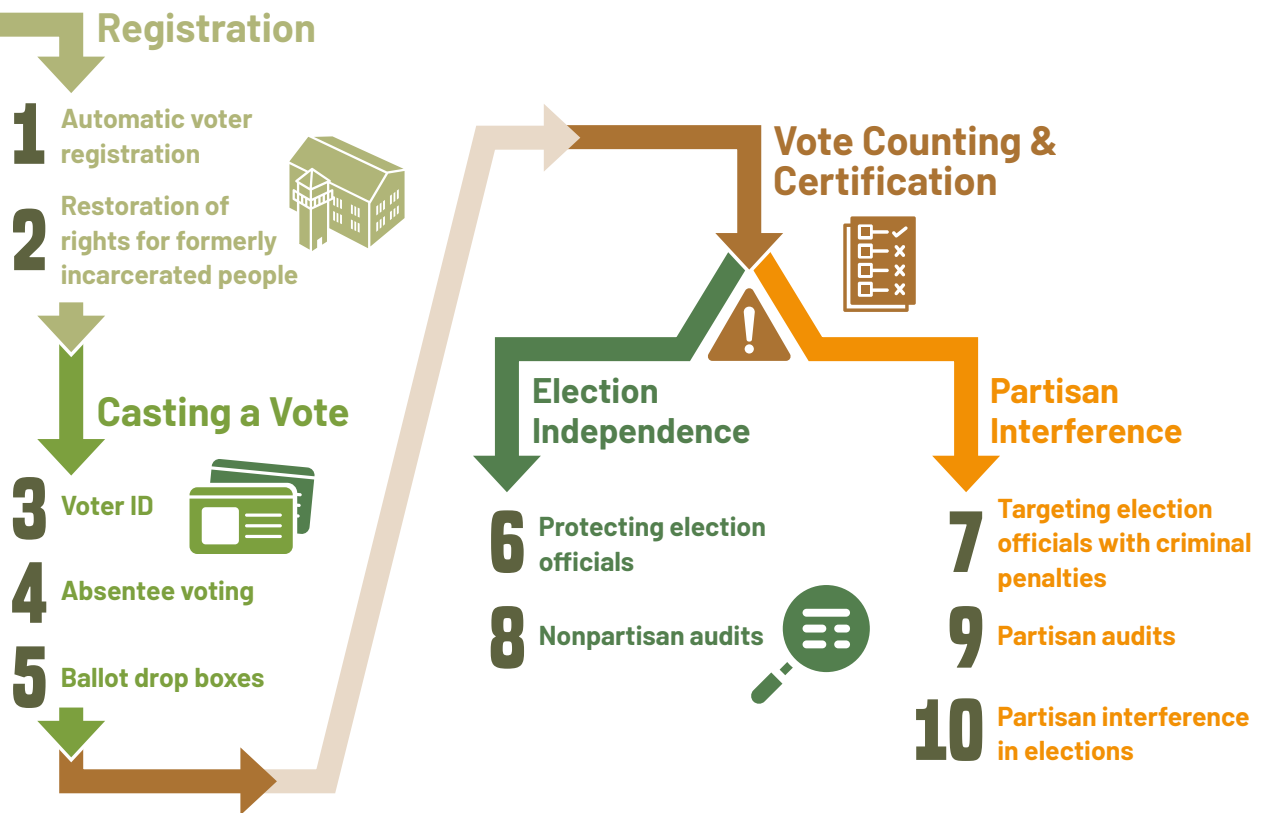 Registration
1
Automatic voter
registration
2
Restoration of
rights for formerly
incarcerated people
Casting a Vote
3
Voter ID
4
Absentee voting
5
Ballot drop boxes
Vote Counting &
Certification
Election
Independence
6
Protecting election
officials
8
Nonpartisan audits
Partisan
Interference
7
Targeting election
officials with criminal
penalties
9
Partisan audits
10
Partisan interference
in elections